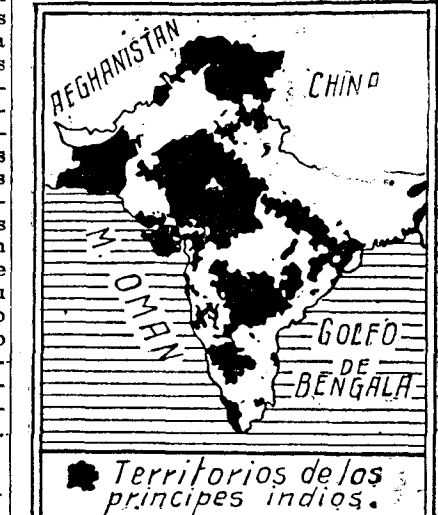 AFGHANISTAN
CHINA
M. OMAN
GOLFO
DE
BENGALA
Territorios de los
príncipes indios.